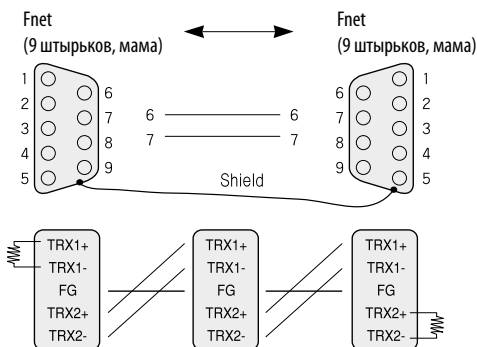 Fnet
(9 штырьков, мама)
Fnet
(9 штырьков, мама)
1
2
3
4
5
6
7
8
9
6 6
7 7
Shield
6
7
8
9
1
2
3
4
5
TRX1+
TRX1-
FG
TRX2+
TRX2-
TRX1+
TRX1-
FG
TRX2+
TRX2-
TRX1+
TRX1-
FG
TRX2+
TRX2-